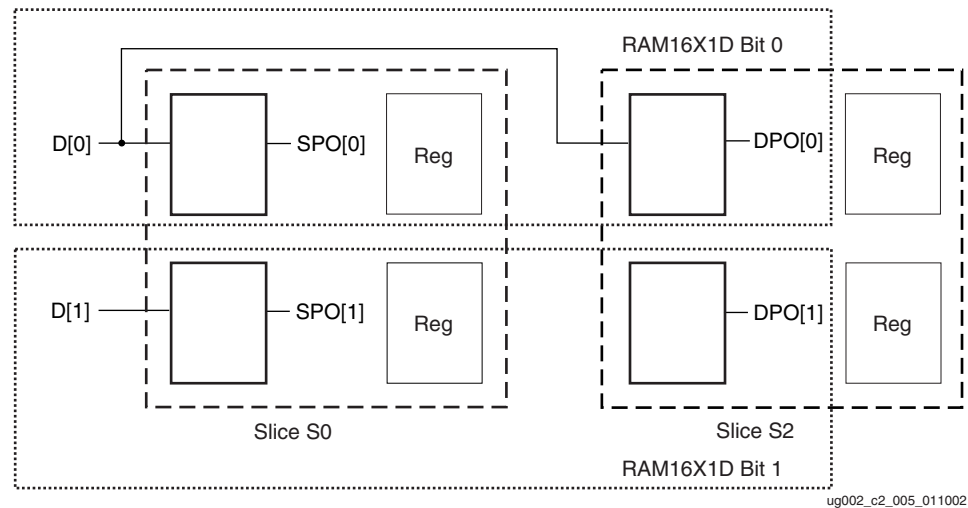 RAM16X1D Bit 0
D[0] SPO[0] Reg DPO[0] Reg
D[1] SPO[1] Reg DPO[1] Reg
Slice S0 Slice S2
RAM16X1D Bit 1
ug002_c2_005_011002